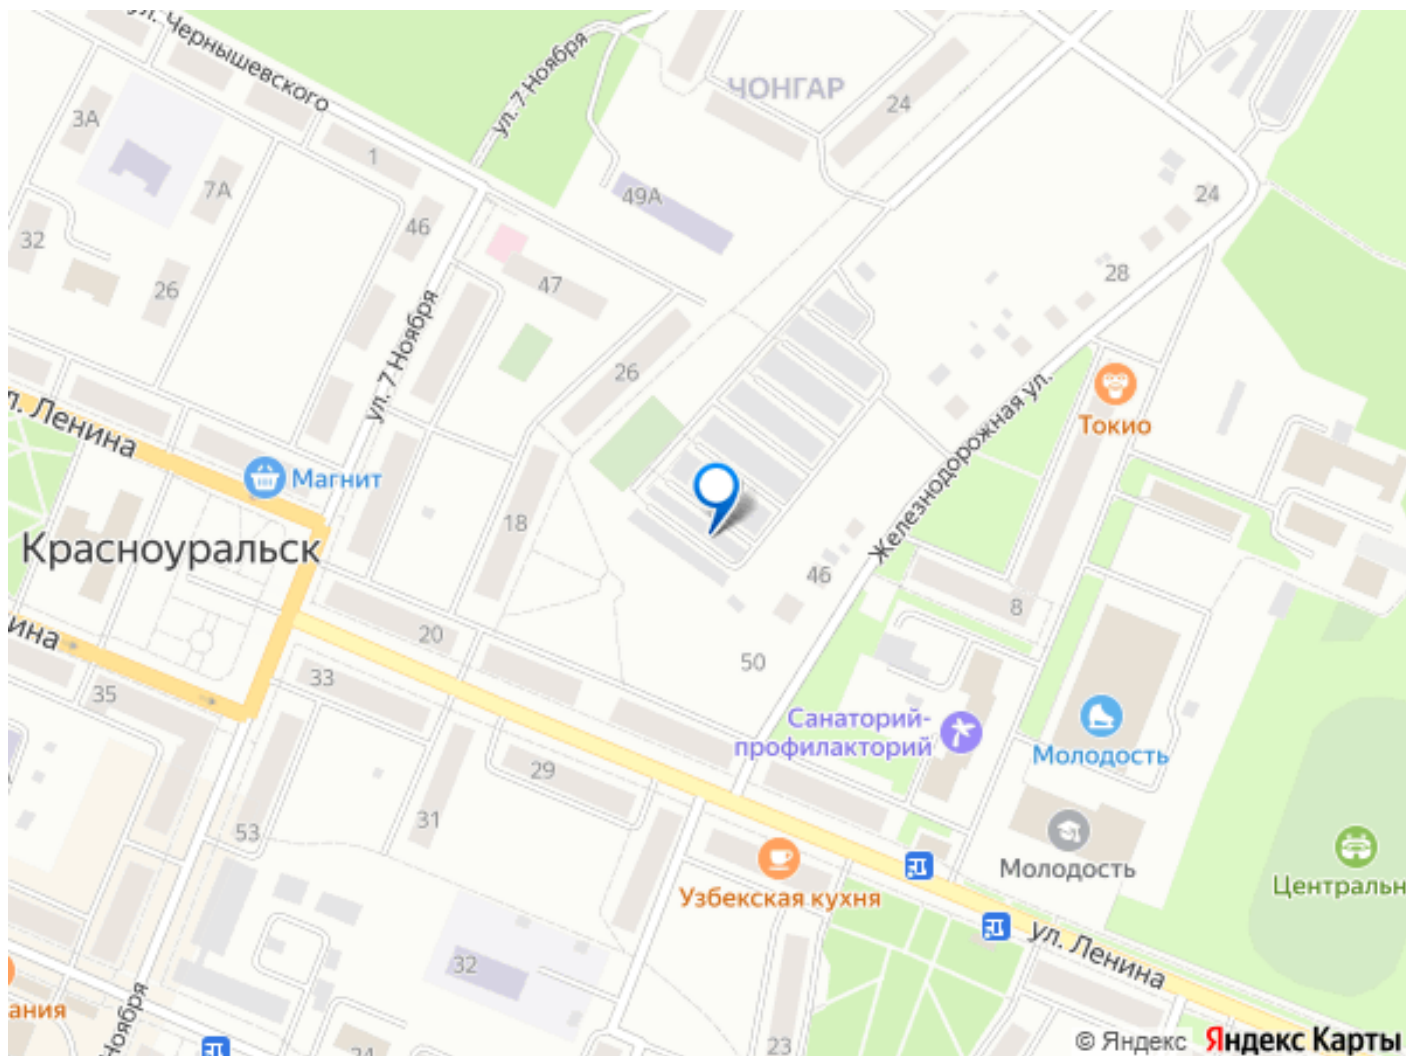 ул. Чернышевского
ул. 7 Ноября
ЧОНГАР
24
3А
1
7А
49А
24
46
32
47
28
26
ул. 7 Ноября
26
Токио
Железнодорожная ул.
л. Ленина
Магнит
18
Красноуральск
46
8
20
ина
50
33
35
Санаторий-
профилакторий
Молодость
29
31
53
Молодость
Узбекская кухня
Центральн
ул. Ленина
32
ания
Ноября
23
24
© Яндекс
Яндекс Карты